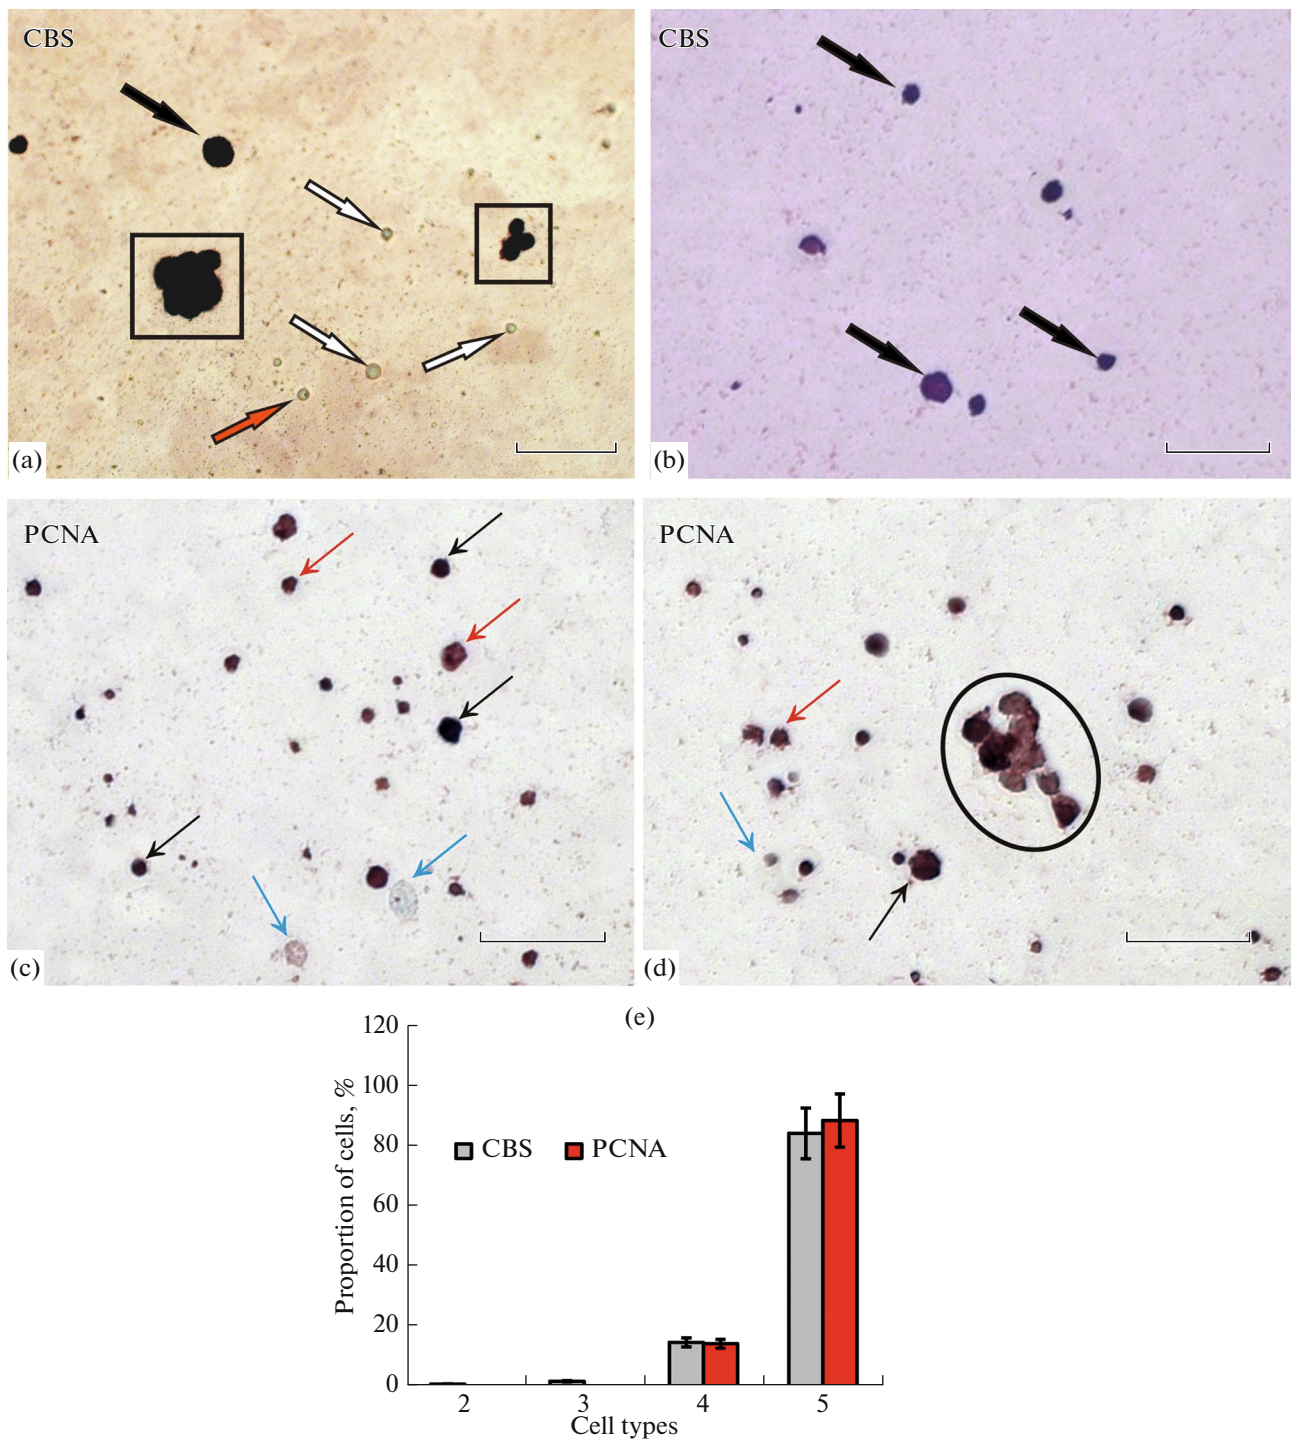 CBS
CBS
(a)
(b)
PCNA
PCNA
(c)
(d)
(e)
120
100
80
60
40
20
0
Proportion of cells, %
CBS
PCNA
2
3
4
5
Cell types